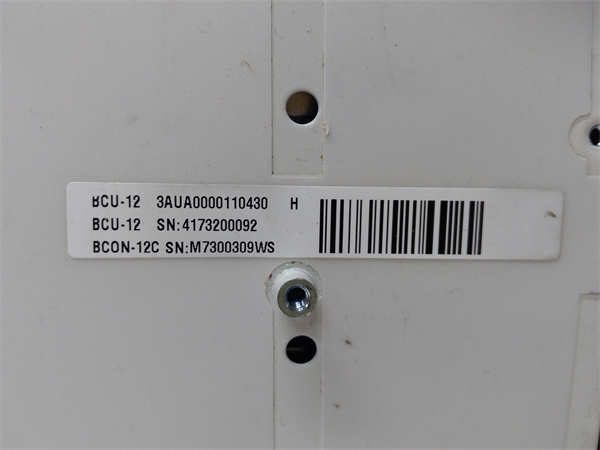 BCU-12 3AUA0000110430 H
BCU-12 SN:4173200092
BCON-12C SN:M7300309WS